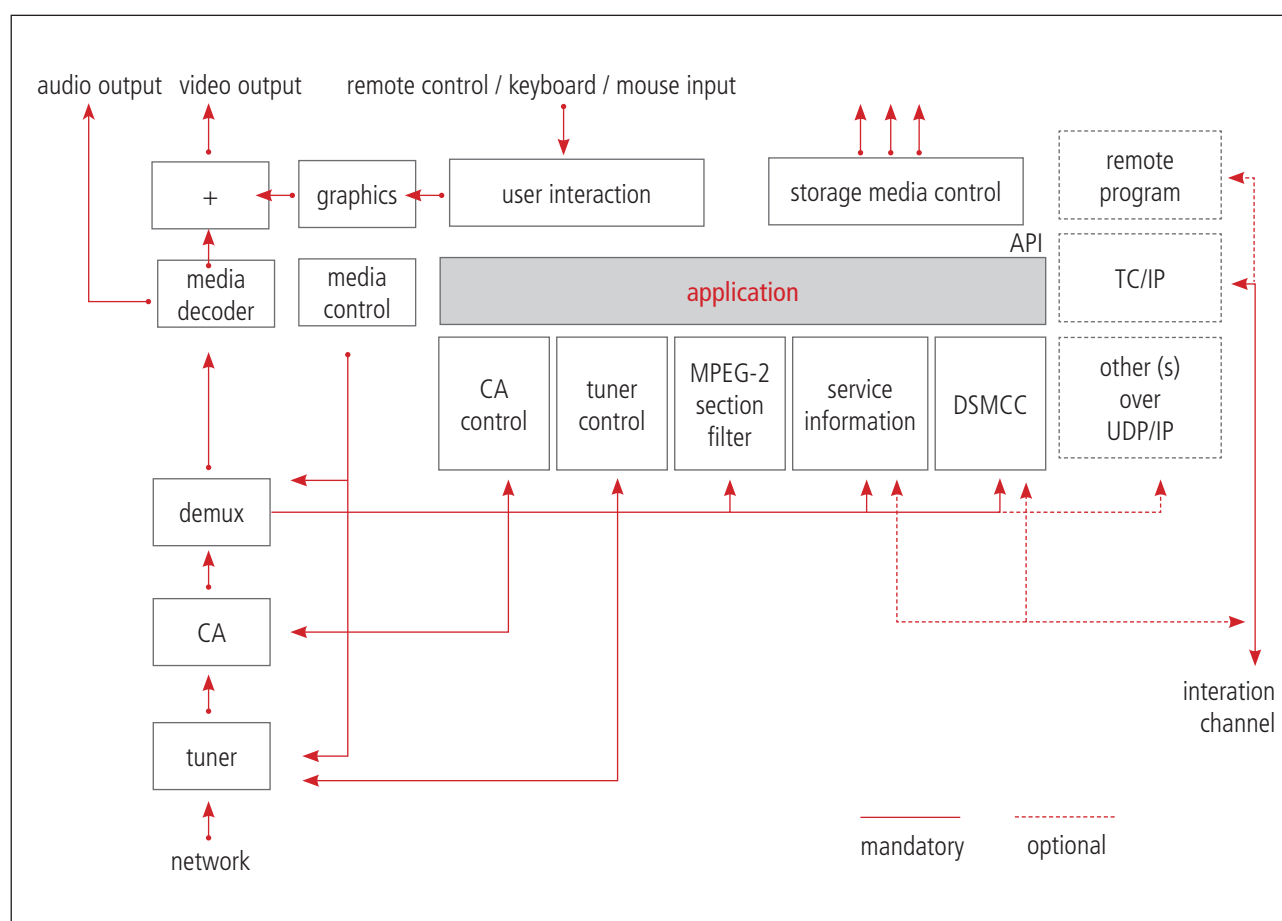 audio output
video output
remote control / keyboard / mouse input
+
graphics
user interaction
storage media control
remote
program
API
media
decoder
media
control
application
TC/IP
CA
control
tuner
control
MPEG-2
section
filter
service
information
DSMCC
other (s)
over
UDP/IP
demux
CA
tuner
network
interation
channel
mandatory
optional